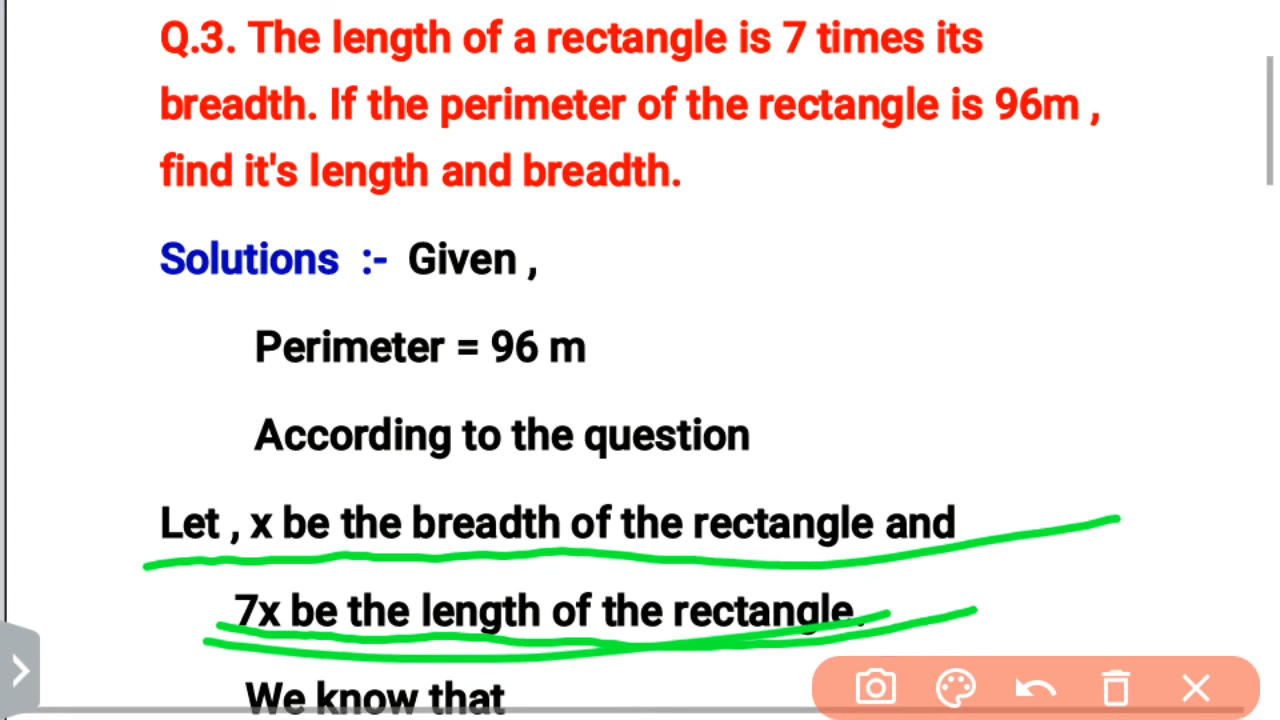 Q.3. The length of a rectangle is 7 times its
breadth. If the perimeter of the rectangle is 96m ,
find it's length and breadth.
Solutions :- Given ,
Perimeter = 96 m
According to the question
Let , x be the breadth of the rectangle and
7x be the length of the rectangle.
We know that